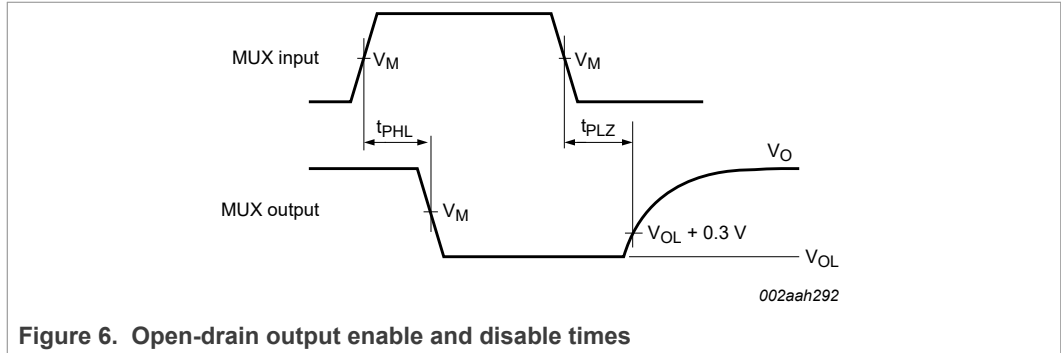 MUX input
V_M
V_M
t_PHL
t_PLZ
V_O
MUX output
V_M
V_OL + 0.3 V
V_OL
002aah292
Figure 6. Open-drain output enable and disable times